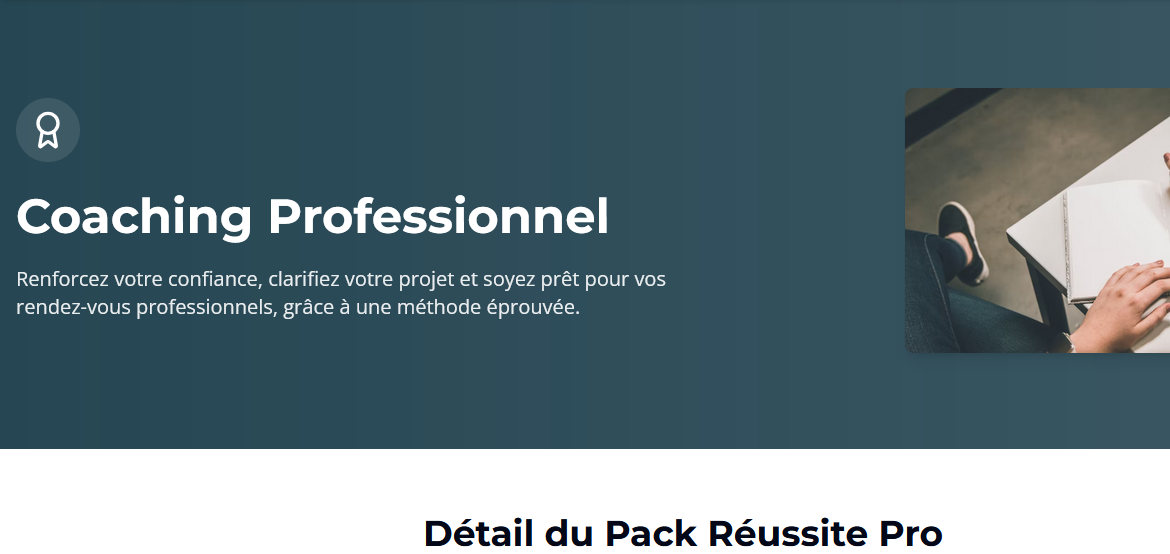 Coaching Professionnel
Renforcez votre confiance, clarifiez votre projet et soyez prêt pour vos
rendez-vous professionnels, grâce à une méthode éprouvée.
Détail du Pack Réussite Pro